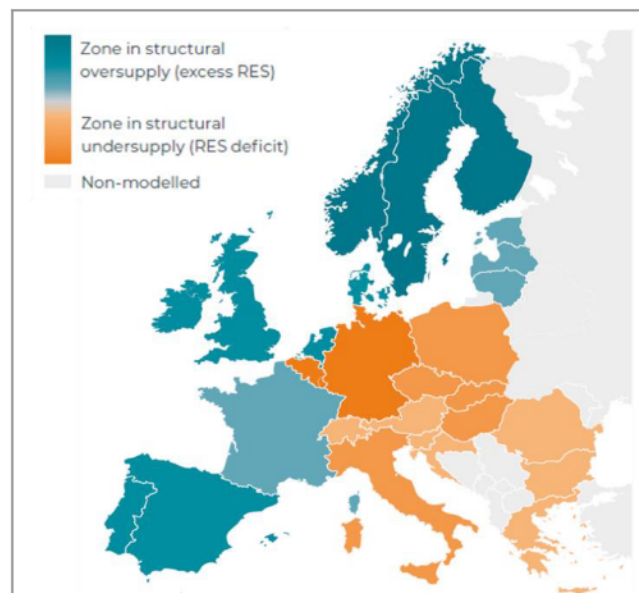 Zone in structural
oversupply (excess RES)
Zone in structural
undersupply (RES deficit)
Non-modelled